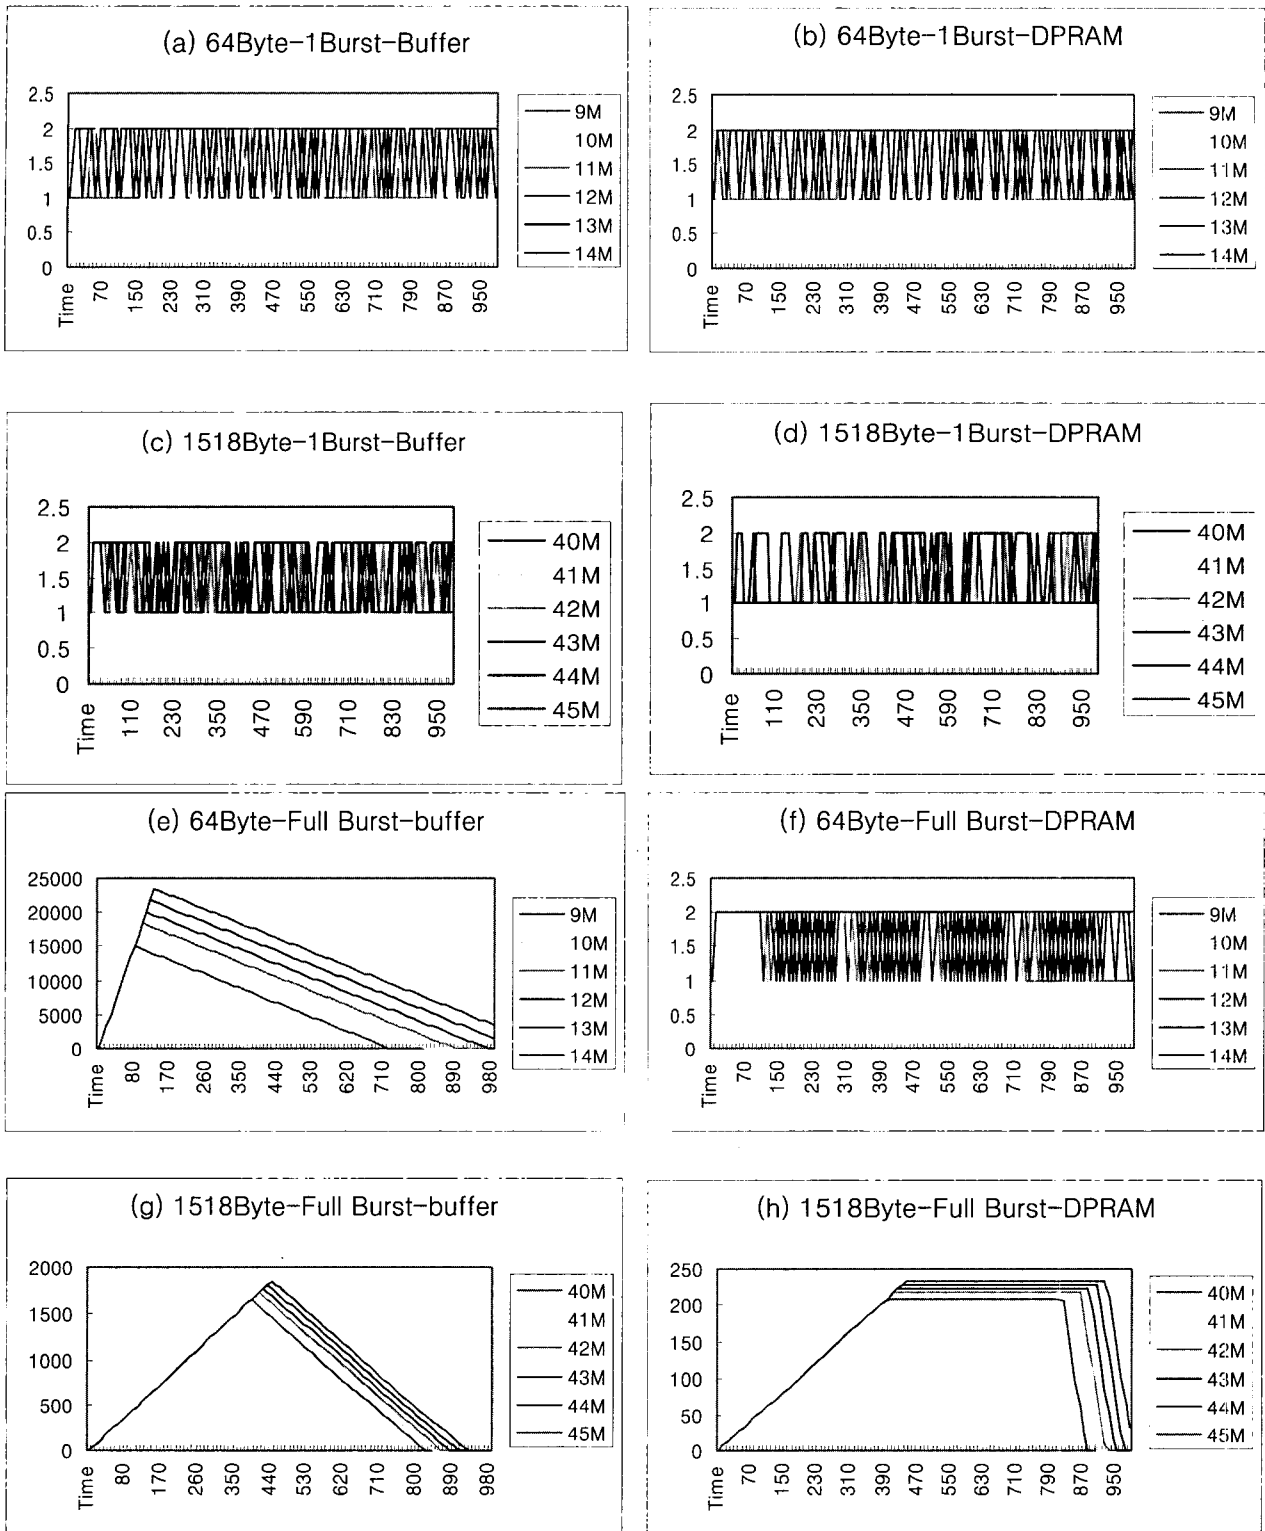 (a) 64Byte-1Burst-Buffer
2.5
2
1.5
1
0.5
0
Time 70 150 230 310 390 470 550 630 710 790 870 950
9M
10M
11M
12M
13M
14M
(b) 64Byte-1Burst-DPRAM
2.5
2
1.5
1
0.5
0
Time 70 150 230 310 390 470 550 630 710 790 870 950
9M
10M
11M
12M
13M
14M
(c) 1518Byte-1Burst-Buffer
2.5
2
1.5
1
0.5
0
Time 110 230 350 470 590 710 830 950
40M
41M
42M
43M
44M
45M
(d) 1518Byte-1Burst-DPRAM
2.5
2
1.5
1
0.5
0
Time 110 230 350 470 590 710 830 950
40M
41M
42M
43M
44M
45M
(e) 64Byte-Full Burst-buffer
25000
20000
15000
10000
5000
0
Time 80 170 260 350 440 530 620 710 800 890 980
9M
10M
11M
12M
13M
14M
(f) 64Byte-Full Burst-DPRAM
2.5
2
1.5
1
0.5
0
Time 70 150 230 310 390 470 550 630 710 790 870 950
9M
10M
11M
12M
13M
14M
(g) 1518Byte-Full Burst-buffer
2000
1500
1000
500
0
Time 80 170 260 350 440 530 620 710 800 890 980
40M
41M
42M
43M
44M
45M
(h) 1518Byte-Full Burst-DPRAM
250
200
150
100
50
0
Time 70 150 230 310 390 470 550 630 710 790 870 950
40M
41M
42M
43M
44M
45M